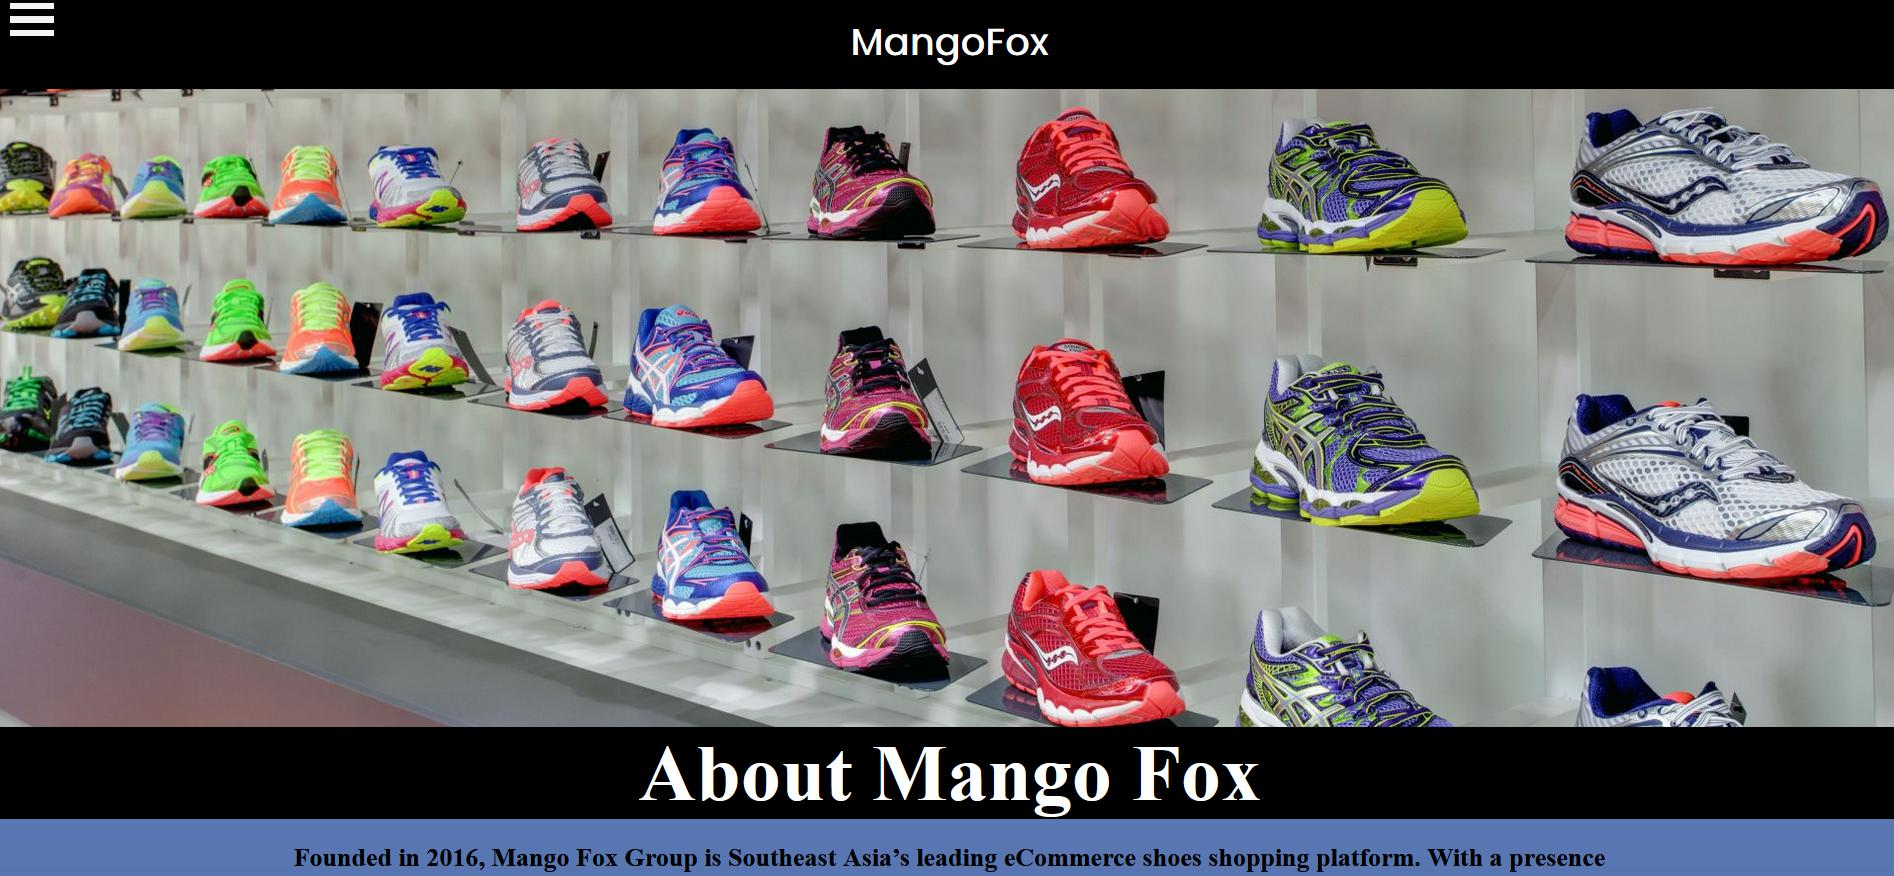 MangoFox
About Mango Fox
Founded in 2016, Mango Fox Group is Southeast Asia’s leading eCommerce shoes shopping platform. With a presence